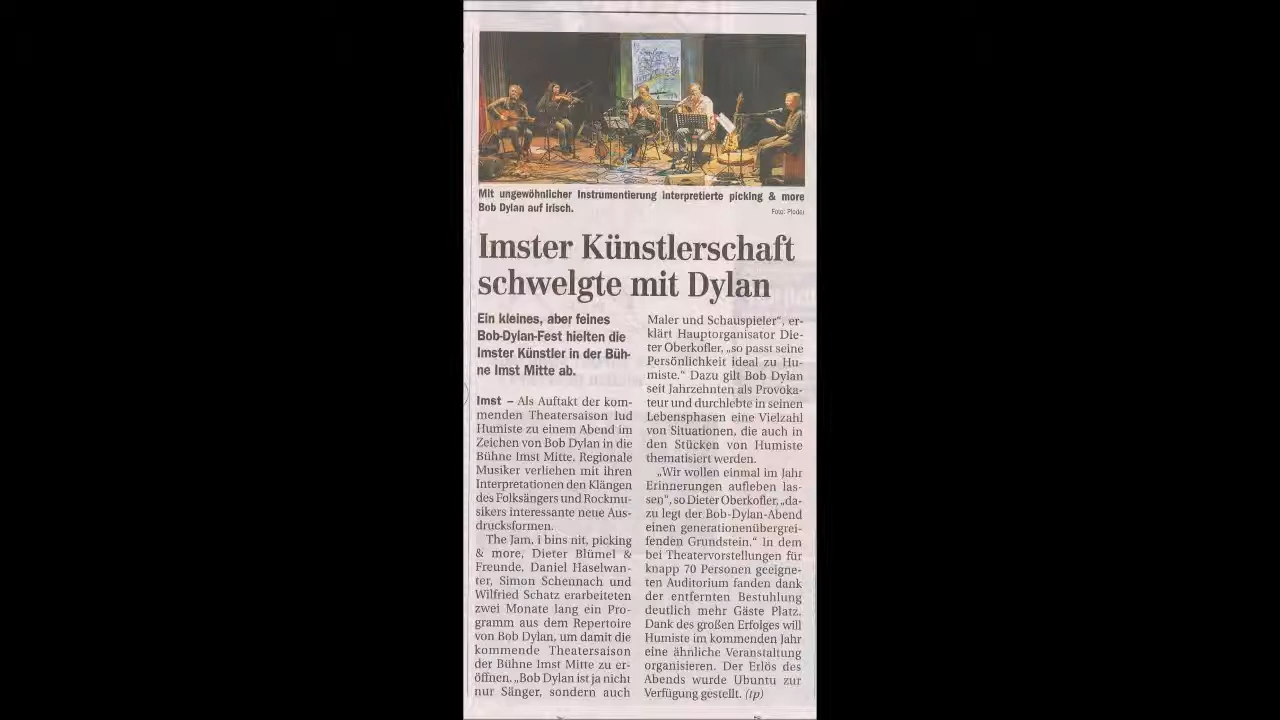 Mit ungewöhnlicher Instrumentierung interpretierte picking & more
Bob Dylan auf irisch.
Foto: Ploder
Imster Künstlerschaft
schwelgte mit Dylan
Ein kleines, aber feines
Bob-Dylan-Fest hielten die
Imster Künstler in der Büh-
ne Imst Mitte ab.
Imst – Als Auftakt der kom-
menden Theatersaison lud
Humiste zu einem Abend im
Zeichen von Bob Dylan in die
Bühne Imst Mitte. Regionale
Musiker verliehen mit ihren
Interpretationen den Klängen
des Folksängers und Rockmu-
sikers interessante neue Aus-
drucksformen.
The Jam, i bins nit, picking
& more, Dieter Blümel &
Freunde, Daniel Haselwan-
ter, Simon Schennach und
Wilfried Schatz erarbeiteten
zwei Monate lang ein Pro-
gramm aus dem Repertoire
von Bob Dylan, um damit die
kommende Theatersaison
der Bühne Imst Mitte zu er-
öffnen. „Bob Dylan ist ja nicht
nur Sänger, sondern auch
Maler und Schauspieler“, er-
klärt Hauptorganisator Die-
ter Oberkofler, „so passt seine
Persönlichkeit ideal zu Hu-
miste.“ Dazu gilt Bob Dylan
seit Jahrzehnten als Provoka-
teur und durchlebte in seinen
Lebensphasen eine Vielzahl
von Situationen, die auch in
den Stücken von Humiste
thematisiert werden.
„Wir wollen einmal im Jahr
Erinnerungen aufleben las-
sen“, so Dieter Oberkofler, „da-
zu legt der Bob-Dylan-Abend
einen generationenübergrei-
fenden Grundstein.“ In dem
bei Theatervorstellungen für
knapp 70 Personen geeigne-
ten Auditorium fanden dank
der entfernten Bestuhlung
deutlich mehr Gäste Platz.
Dank des großen Erfolges will
Humiste im kommenden Jahr
eine ähnliche Veranstaltung
organisieren. Der Erlös des
Abends wurde Ubuntu zur
Verfügung gestellt. (tp)